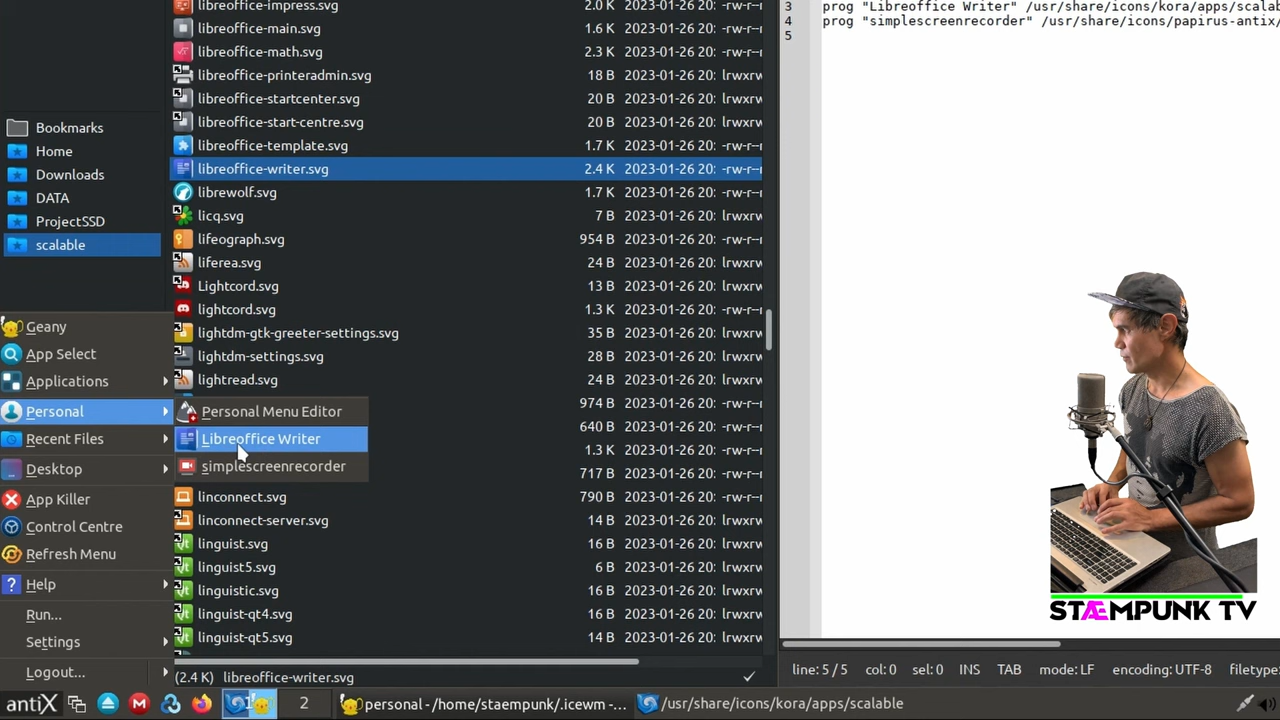 libreoffice-impress.svg 2.0 K 2023-01-26 20: -rw-r--r
libreoffice-main.svg 1.6 K 2023-01-26 20: -rw-r--r
libreoffice-math.svg 2.3 K 2023-01-26 20: -rw-r--r
libreoffice-printeradmin.svg 18 B 2023-01-26 20: lrwxrw
libreoffice-startcenter.svg 20 B 2023-01-26 20: lrwxrw
libreoffice-start-centre.svg 20 B 2023-01-26 20: lrwxrw
libreoffice-template.svg 1.7 K 2023-01-26 20: -rw-r--r
libreoffice-writer.svg 2.4 K 2023-01-26 20: -rw-r--r
librewolf.svg 1.7 K 2023-01-26 20: -rw-r--r
licq.svg 7 B 2023-01-26 20: lrwxrw
lifeograph.svg 954 B 2023-01-26 20: -rw-r--r
liferea.svg 24 B 2023-01-26 20: lrwxrw
Lightcord.svg 13 B 2023-01-26 20: lrwxrw
lightcord.svg 1.3 K 2023-01-26 20: -rw-r--r
lightdm-gtk-greeter-settings.svg 35 B 2023-01-26 20: lrwxrw
lightdm-settings.svg 28 B 2023-01-26 20: lrwxrw
lightread.svg 24 B 2023-01-26 20: lrwxrw
974 B 2023-01-26 20: -rw-r--r
640 B 2023-01-26 20: -rw-r--r
1.3 K 2023-01-26 20: -rw-r--r
717 B 2023-01-26 20: -rw-r--r
linconnect.svg 790 B 2023-01-26 20: -rw-r--r
linconnect-server.svg 14 B 2023-01-26 20: lrwxrw
linguist.svg 16 B 2023-01-26 20: lrwxrw
linguist5.svg 6 B 2023-01-26 20: lrwxrw
linguistic.svg 16 B 2023-01-26 20: lrwxrw
linguist-qt4.svg 16 B 2023-01-26 20: lrwxrw
linguist-qt5.svg 14 B 2023-01-26 20: lrwxrw
(2.4 K) libreoffice-writer.svg
Bookmarks
Home
Downloads
DATA
ProjectSSD
scalable
Geany
App Select
Applications
Personal
Recent Files
Desktop
App Killer
Control Centre
Refresh Menu
Help
Run...
Settings
Logout...
Personal Menu Editor
Libreoffice Writer
simplescreenrecorder
3 prog "Libreoffice Writer" /usr/share/icons/kora/apps/scalab
4 prog "simplescreenrecorder" /usr/share/icons/papirus-antix/
5
STÆMPUNK TV
line: 5 / 5 col: 0 sel: 0 INS TAB mode: LF encoding: UTF-8 filetype:
antiX 1 2 personal - /home/staempunk/.icewm -... /usr/share/icons/kora/apps/scalable